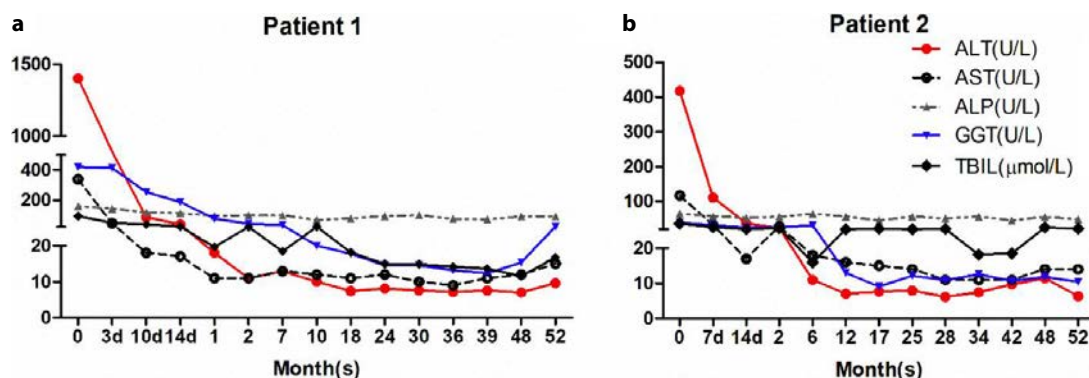 a
Patient 1
1500
1000
400
200
20
10
0
0 3d 10d 14d 1 2 7 10 18 24 30 36 39 48 52
Month(s)
b
Patient 2
500
400
300
200
100
20
10
0
0 7d 14d 2 6 12 17 25 28 34 42 48 52
Month(s)
ALT(U/L)
AST(U/L)
ALP(U/L)
GGT(U/L)
TBIL(μmol/L)